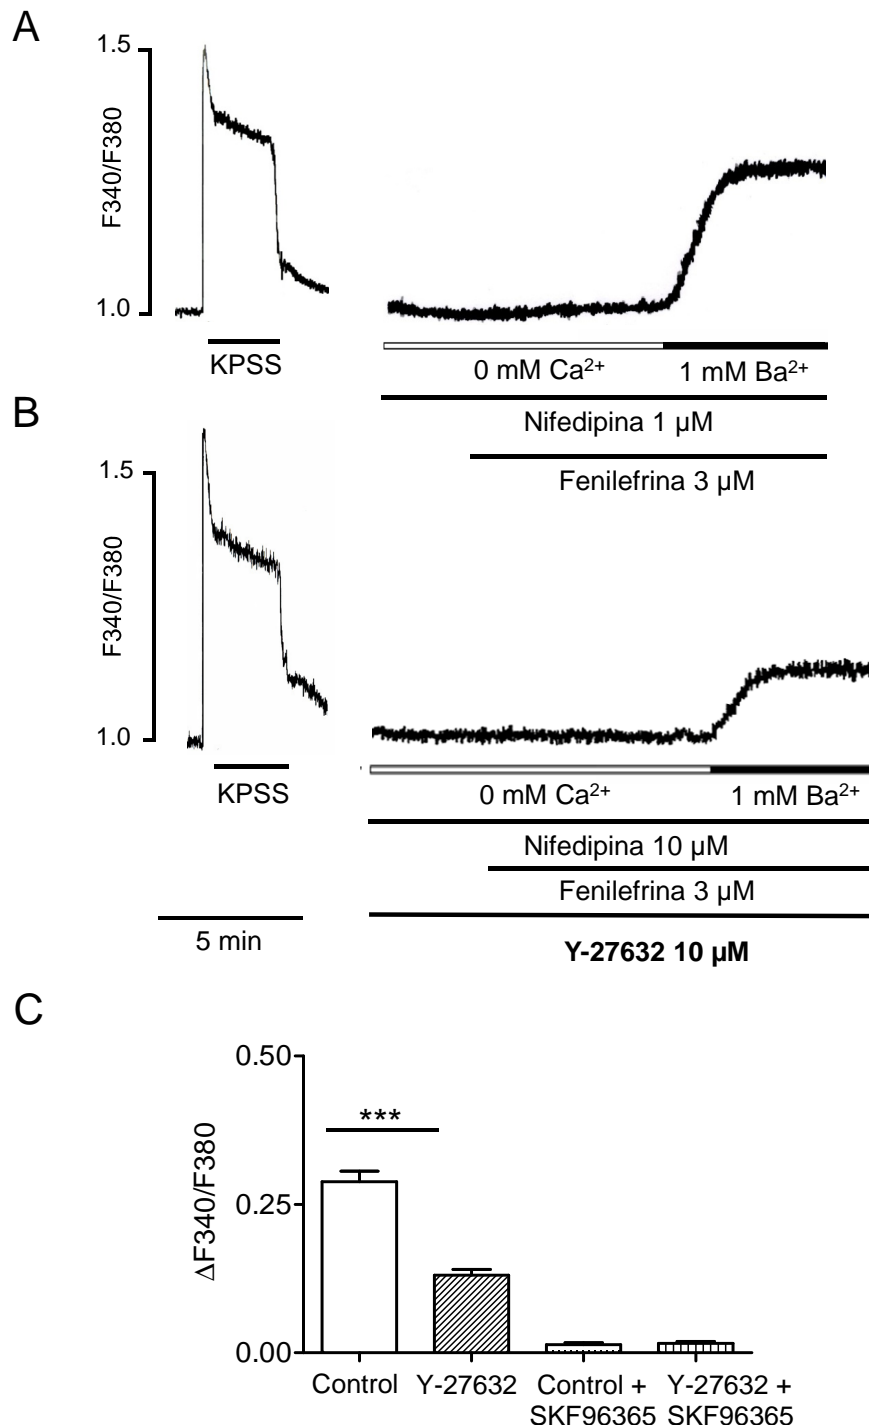 A
1.5
F340/F380
1.0
KPSS
0 mM Ca²⁺
1 mM Ba²⁺
Nifedipina 1 µM
Fenilefrina 3 µM
B
1.5
F340/F380
1.0
KPSS
0 mM Ca²⁺
1 mM Ba²⁺
Nifedipina 10 µM
Fenilefrina 3 µM
5 min
Y-27632 10 µM
C
0.50
***
ΔF340/F380
0.25
0.00
Control
Y-27632
Control +
SKF96365
Y-27632 +
SKF96365